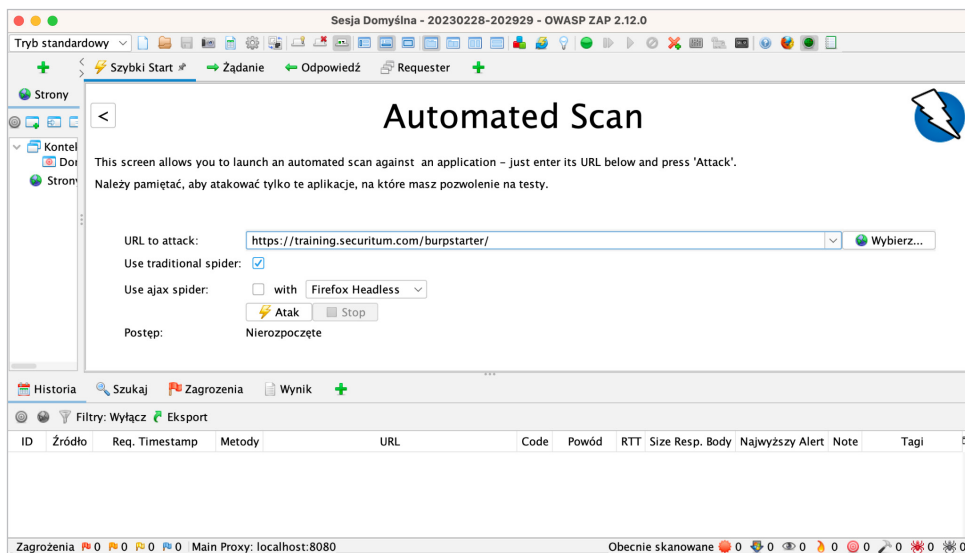 Sesja Domyślna - 20230228-202929 - OWASP ZAP 2.12.0
Tryb standardowy
Szybki Start Żądanie Odpowiedź Requester
Strony
<
Automated Scan
Kontel
Dor
Strony
This screen allows you to launch an automated scan against an application – just enter its URL below and press 'Attack'.
Należy pamiętać, aby atakować tylko te aplikacje, na które masz pozwolenie na testy.
URL to attack: https://training.securitum.com/burpstarter/ Wybierz...
Use traditional spider:
Use ajax spider: with Firefox Headless
Atak Stop
Postęp: Nierozpoczęte
Historia Szukaj Zagrozenia Wynik
Filtry: Wyłącz Eksport
ID Źródło Req. Timestamp Metody URL Code Powód RTT Size Resp. Body Najwyższy Alert Note Tagi
Zagrożenia 0 0 0 0 Main Proxy: localhost:8080 Obecnie skanowane 0 0 0 0 0 0 0 0